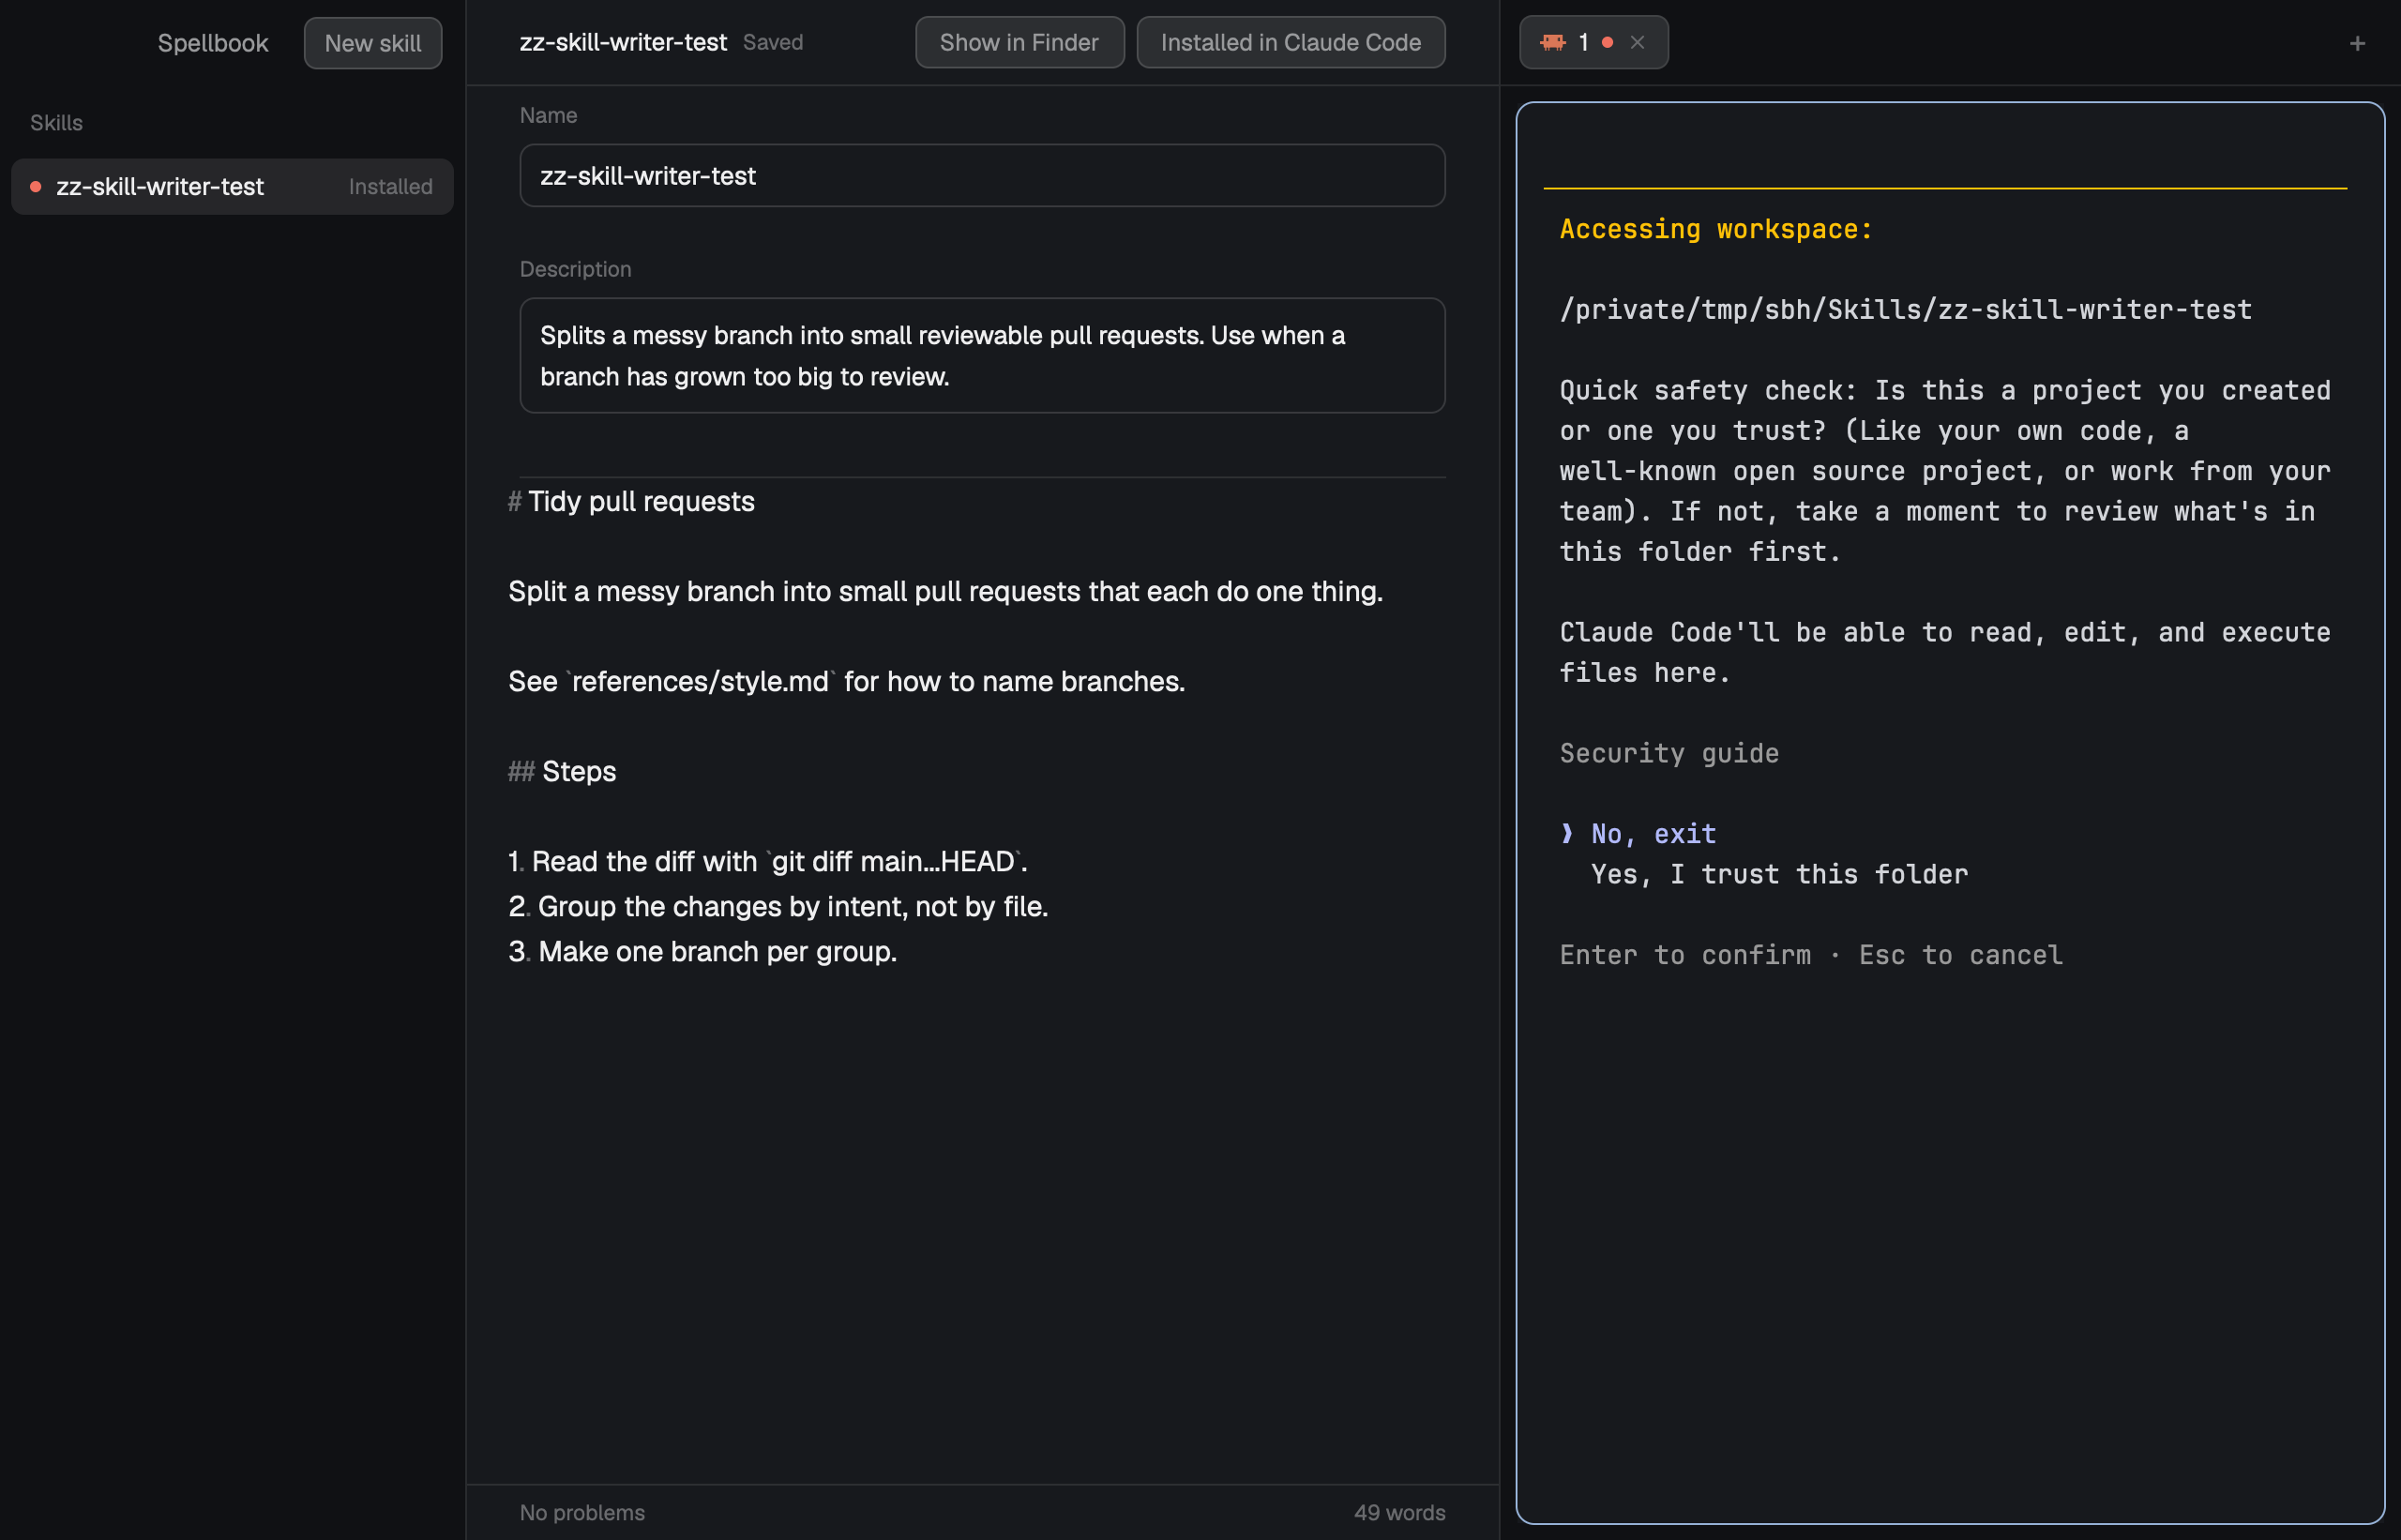 Spellbook
New skill
Skills
zz-skill-writer-test
Installed
zz-skill-writer-test Saved
Show in Finder
Installed in Claude Code
Name
zz-skill-writer-test
Description
Splits a messy branch into small reviewable pull requests. Use when a
branch has grown too big to review.
# Tidy pull requests
Split a messy branch into small pull requests that each do one thing.
See `references/style.md` for how to name branches.
## Steps
1. Read the diff with `git diff main...HEAD`.
2. Group the changes by intent, not by file.
3. Make one branch per group.
No problems
49 words
1
Accessing workspace:
/private/tmp/sbh/Skills/zz-skill-writer-test
Quick safety check: Is this a project you created
or one you trust? (Like your own code, a
well-known open source project, or work from your
team). If not, take a moment to review what's in
this folder first.
Claude Code'll be able to read, edit, and execute
files here.
Security guide
❯ No, exit
Yes, I trust this folder
Enter to confirm · Esc to cancel